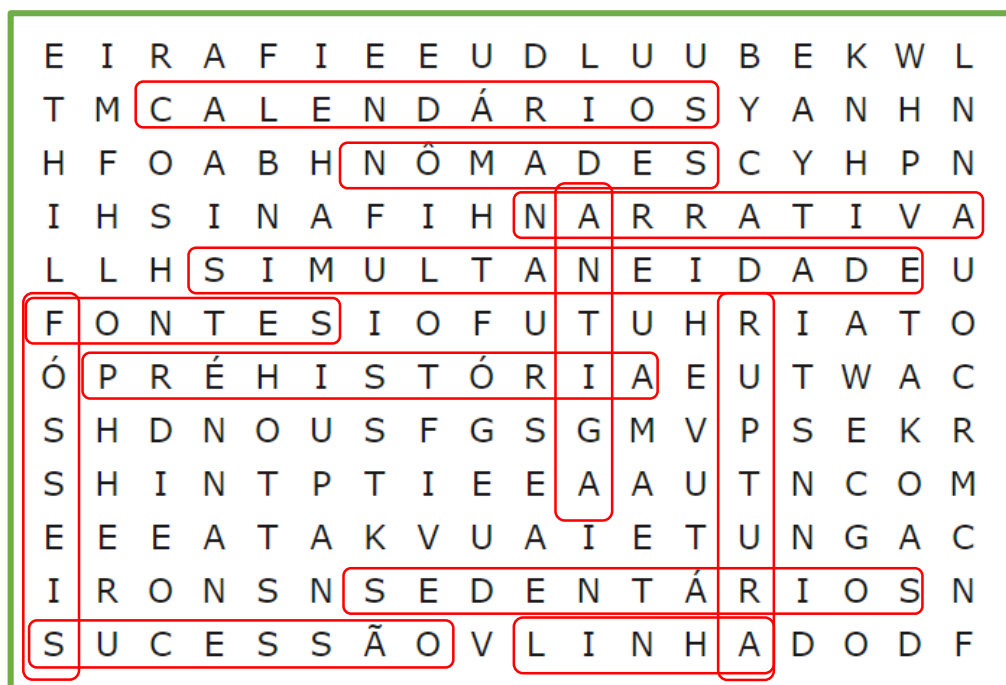 E I R A F I E E U D L U U B E K W L
T M C A L E N D Á R I O S Y A N H N
H F O A B H N Ô M A D E S C Y H P N
I H S I N A F I H N A R R A T I V A
L L H S I M U L T A N E I D A D E U
F O N T E S I O F U T U H R I A T O
Ó P R É H I S T Ó R I A E U T W A C
S H D N O U S F G S G M V P S E K R
S H I N T P T I E E A A U T N C O M
E E E A T A K V U A I E T U N G A C
I R O N S N S E D E N T Á R I O S N
S U C E S S Ã O V L I N H A D O D F